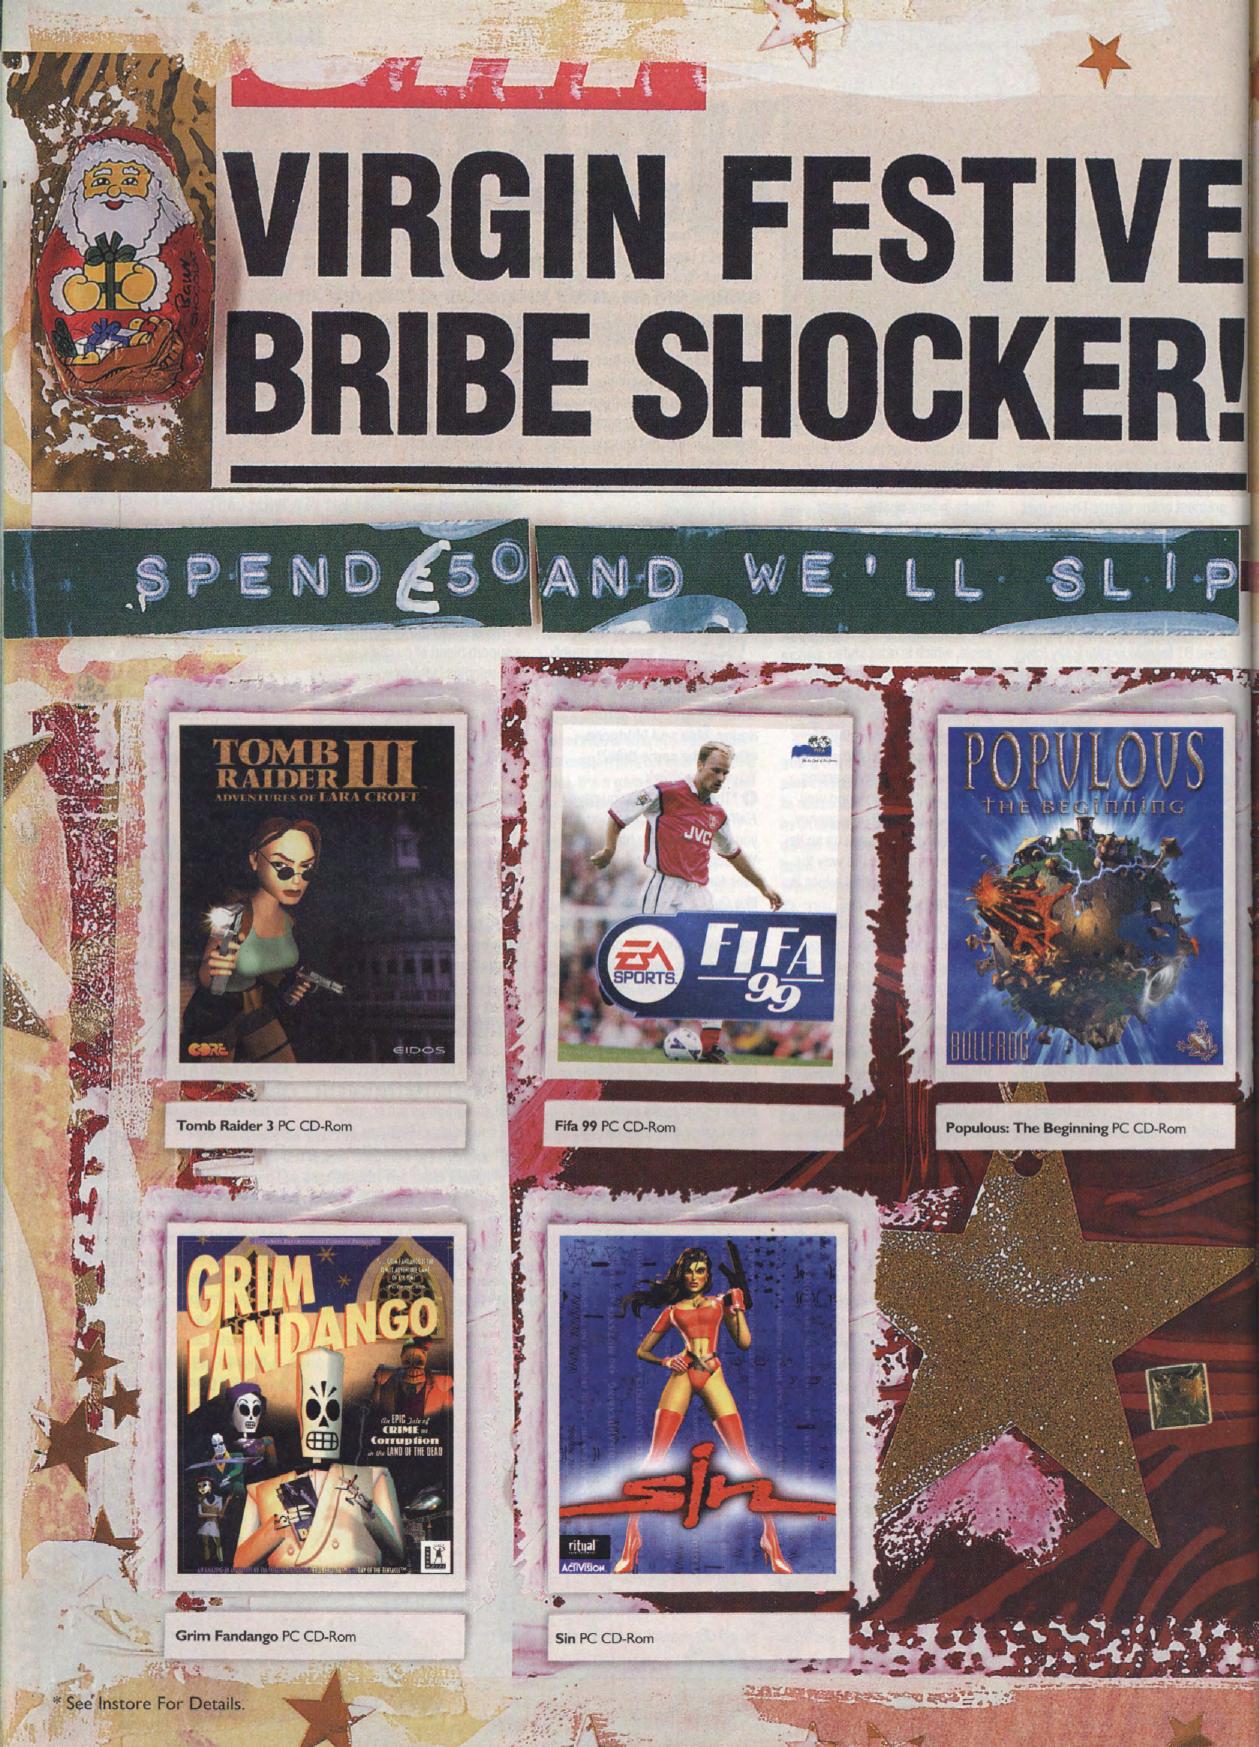 VIRGIN FESTIVE
BRIBE SHOCKER!
SPEND £50 AND WE'LL SLIP
TOMB
RAIDER III
ADVENTURES OF LARA CROFT
CORE
EIDOS
Tomb Raider 3 PC CD-Rom
FIFA
JVC
EA
SPORTS
FIFA
99
Fifa 99 PC CD-Rom
POPULOUS
THE BEGINNING
BULLFROG
Populous: The Beginning PC CD-Rom
GRIM
FANDANGO
An EPIC Tale of
CRIME and
Corruption
in the LAND OF THE DEAD
Grim Fandango PC CD-Rom
SiN
ritual
ACTIVISION
Sin PC CD-Rom
* See Instore For Details.